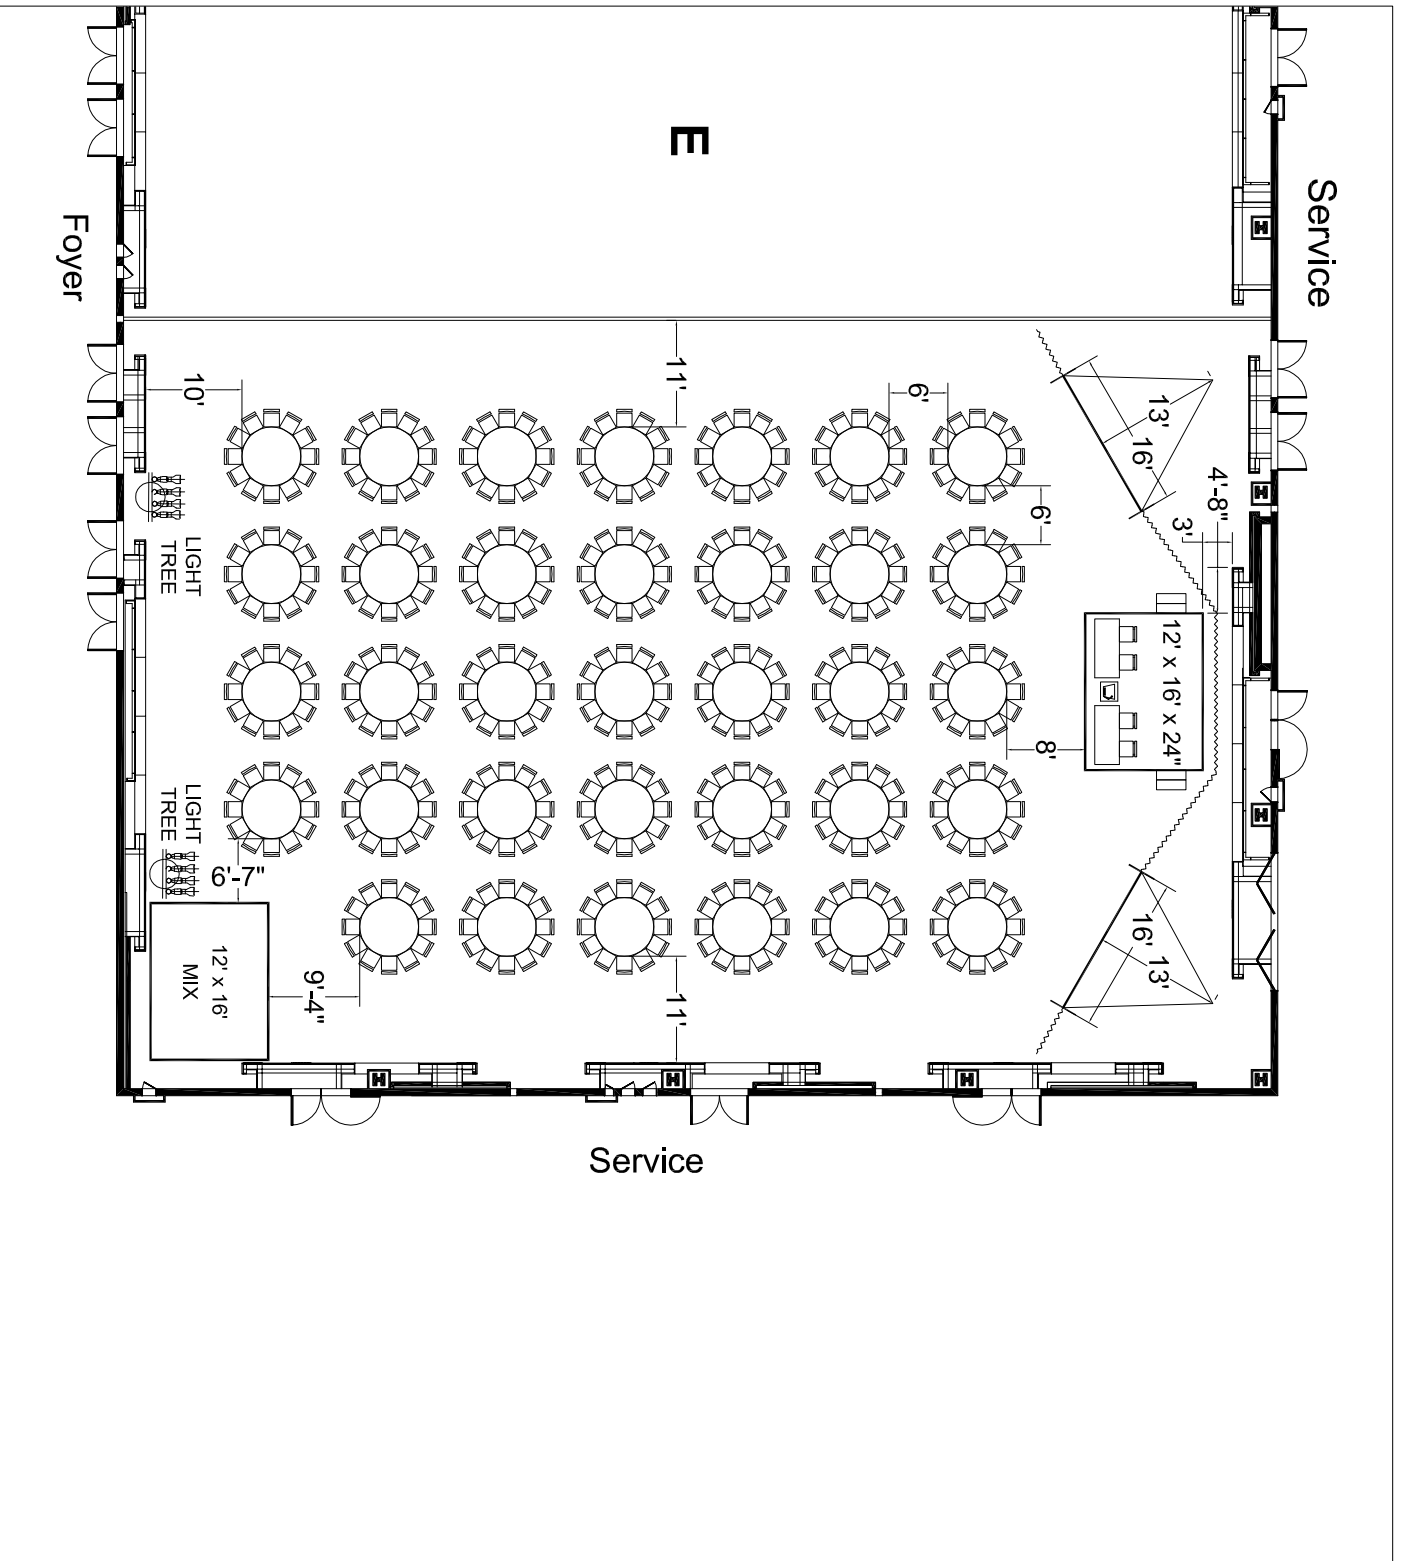 E
Service
Foyer
11'
10'
6'
13'
16'
4'-8"
3'
6'
LIGHT
TREE
12' x 16' x 24"
8'
LIGHT
TREE
6'-7"
16'
13'
12' x 16'
MIX
9'-4"
11'
H
H
H
H
H
H
H
Service